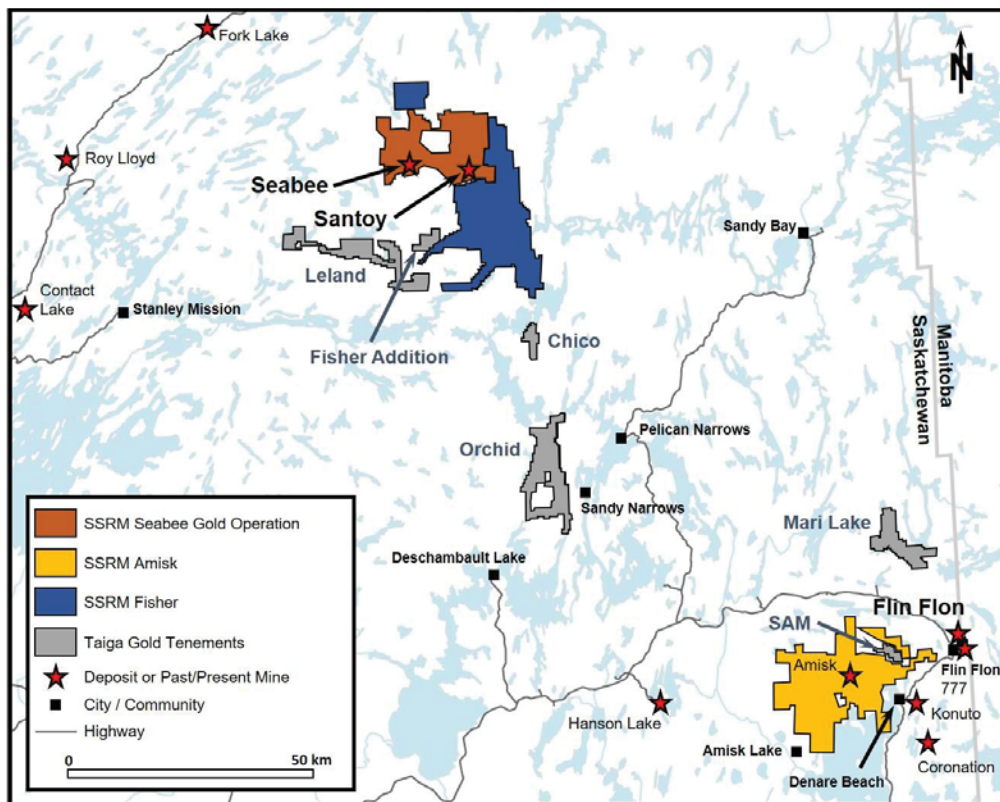 Fork Lake
N
Roy Lloyd
Seabee
Santoy
Sandy Bay
Leland
Contact
Lake
Stanley Mission
Fisher Addition
Chico
Manitoba
Saskatchewan
Orchid
Pelican Narrows
Sandy Narrows
Mari Lake
Deschambault Lake
Flin Flon
SAM
Amisk
Flin Flon
777
Hanson Lake
Konuto
Amisk Lake
Denare Beach
Coronation
SSRM Seabee Gold Operation
SSRM Amisk
SSRM Fisher
Taiga Gold Tenements
Deposit or Past/Present Mine
City / Community
Highway
0 50 km